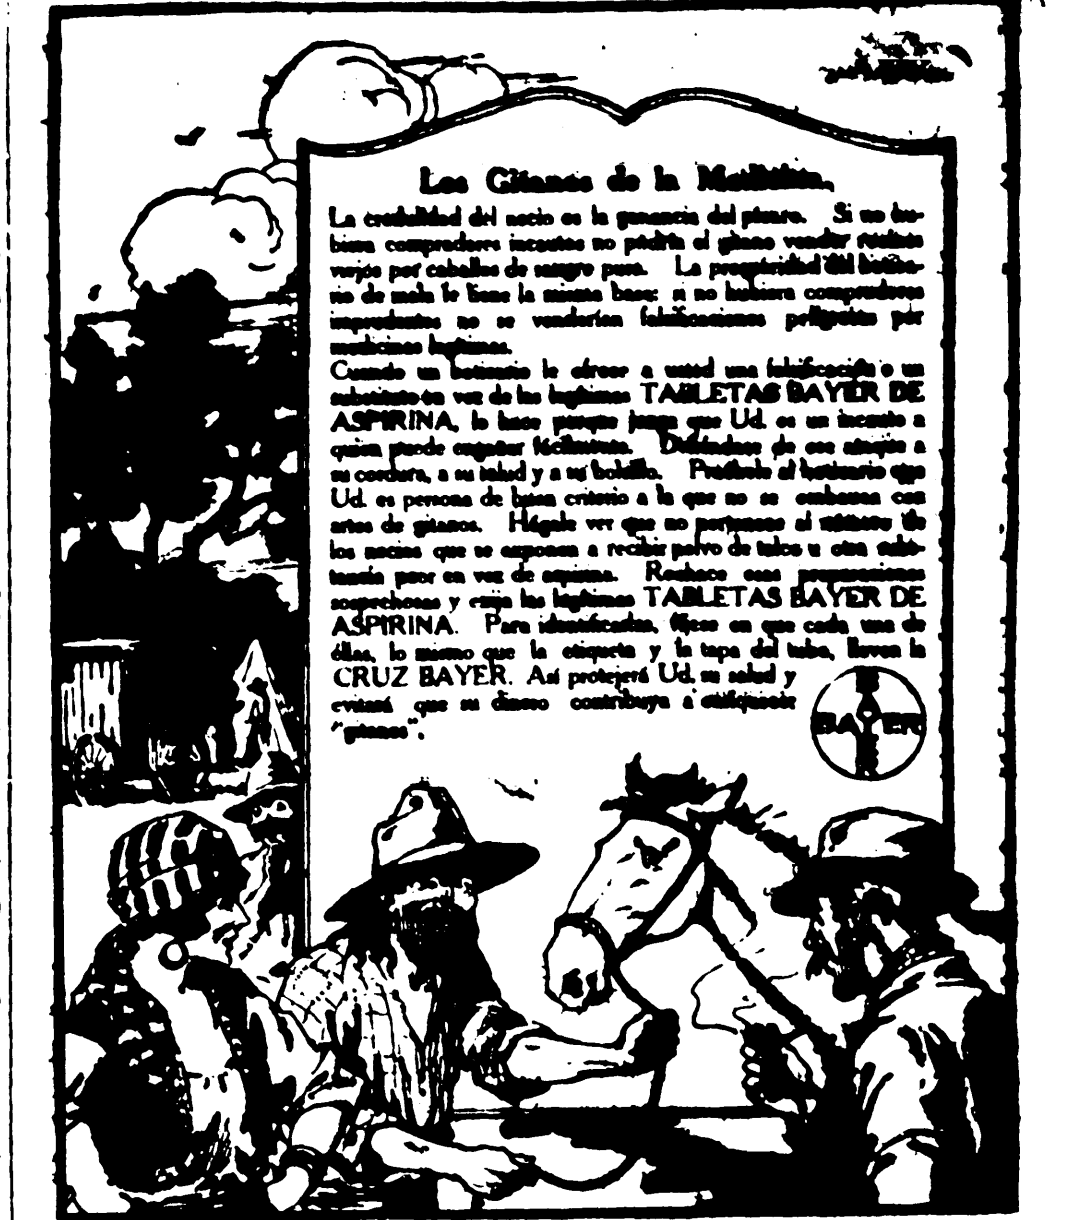 Los Gitanos de la Medicina.
La credulidad del necio es la ganancia del pícaro. Si no hu-
biera compradores incautos no podría el gitano vender rocines
viejos por caballos de sangre pura. La prosperidad del botica-
rio de mala fe tiene la misma base: si no hubiera compradores
imprudentes no se venderían falsificaciones peligrosas por
medicinas legítimas.
Cuando un boticario le ofrece a usted una falsificación o un
substituto en vez de las legítimas TABLETAS BAYER DE
ASPIRINA, lo hace porque juzga que Ud. es un incauto a
quien puede engañar fácilmente. Defiéndase de ese ataque a
su cordura, a su salud y a su bolsillo. Pruébele al boticario que
Ud. es persona de buen criterio a la que no se embauca con
artes de gitanos. Hágale ver que no pertenece al número de
los necios que se exponen a recibir polvo de talco u otra subs-
tancia peor en vez de aspirina. Rechace esas preparaciones
sospechosas y exija las legítimas TABLETAS BAYER DE
ASPIRINA. Para identificarlas, fíjese en que cada una de
éllas, lo mismo que la etiqueta y la tapa del tubo, lleven la
CRUZ BAYER. Así protejerá Ud. su salud y
evitará que su dinero contribuya a enriquecer
"gitanos".
BAYER